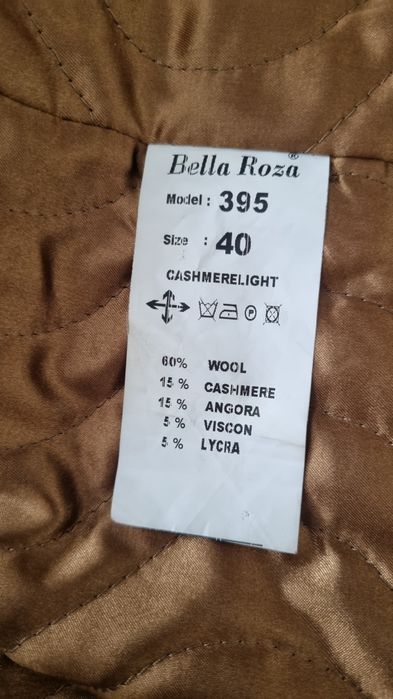 Bella Roza®
Model : 395
Size : 40
CASHMERELIGHT
P
60% WOOL
15 % CASHMERE
15 % ANGORA
5 % VISCON
5 % LYCRA